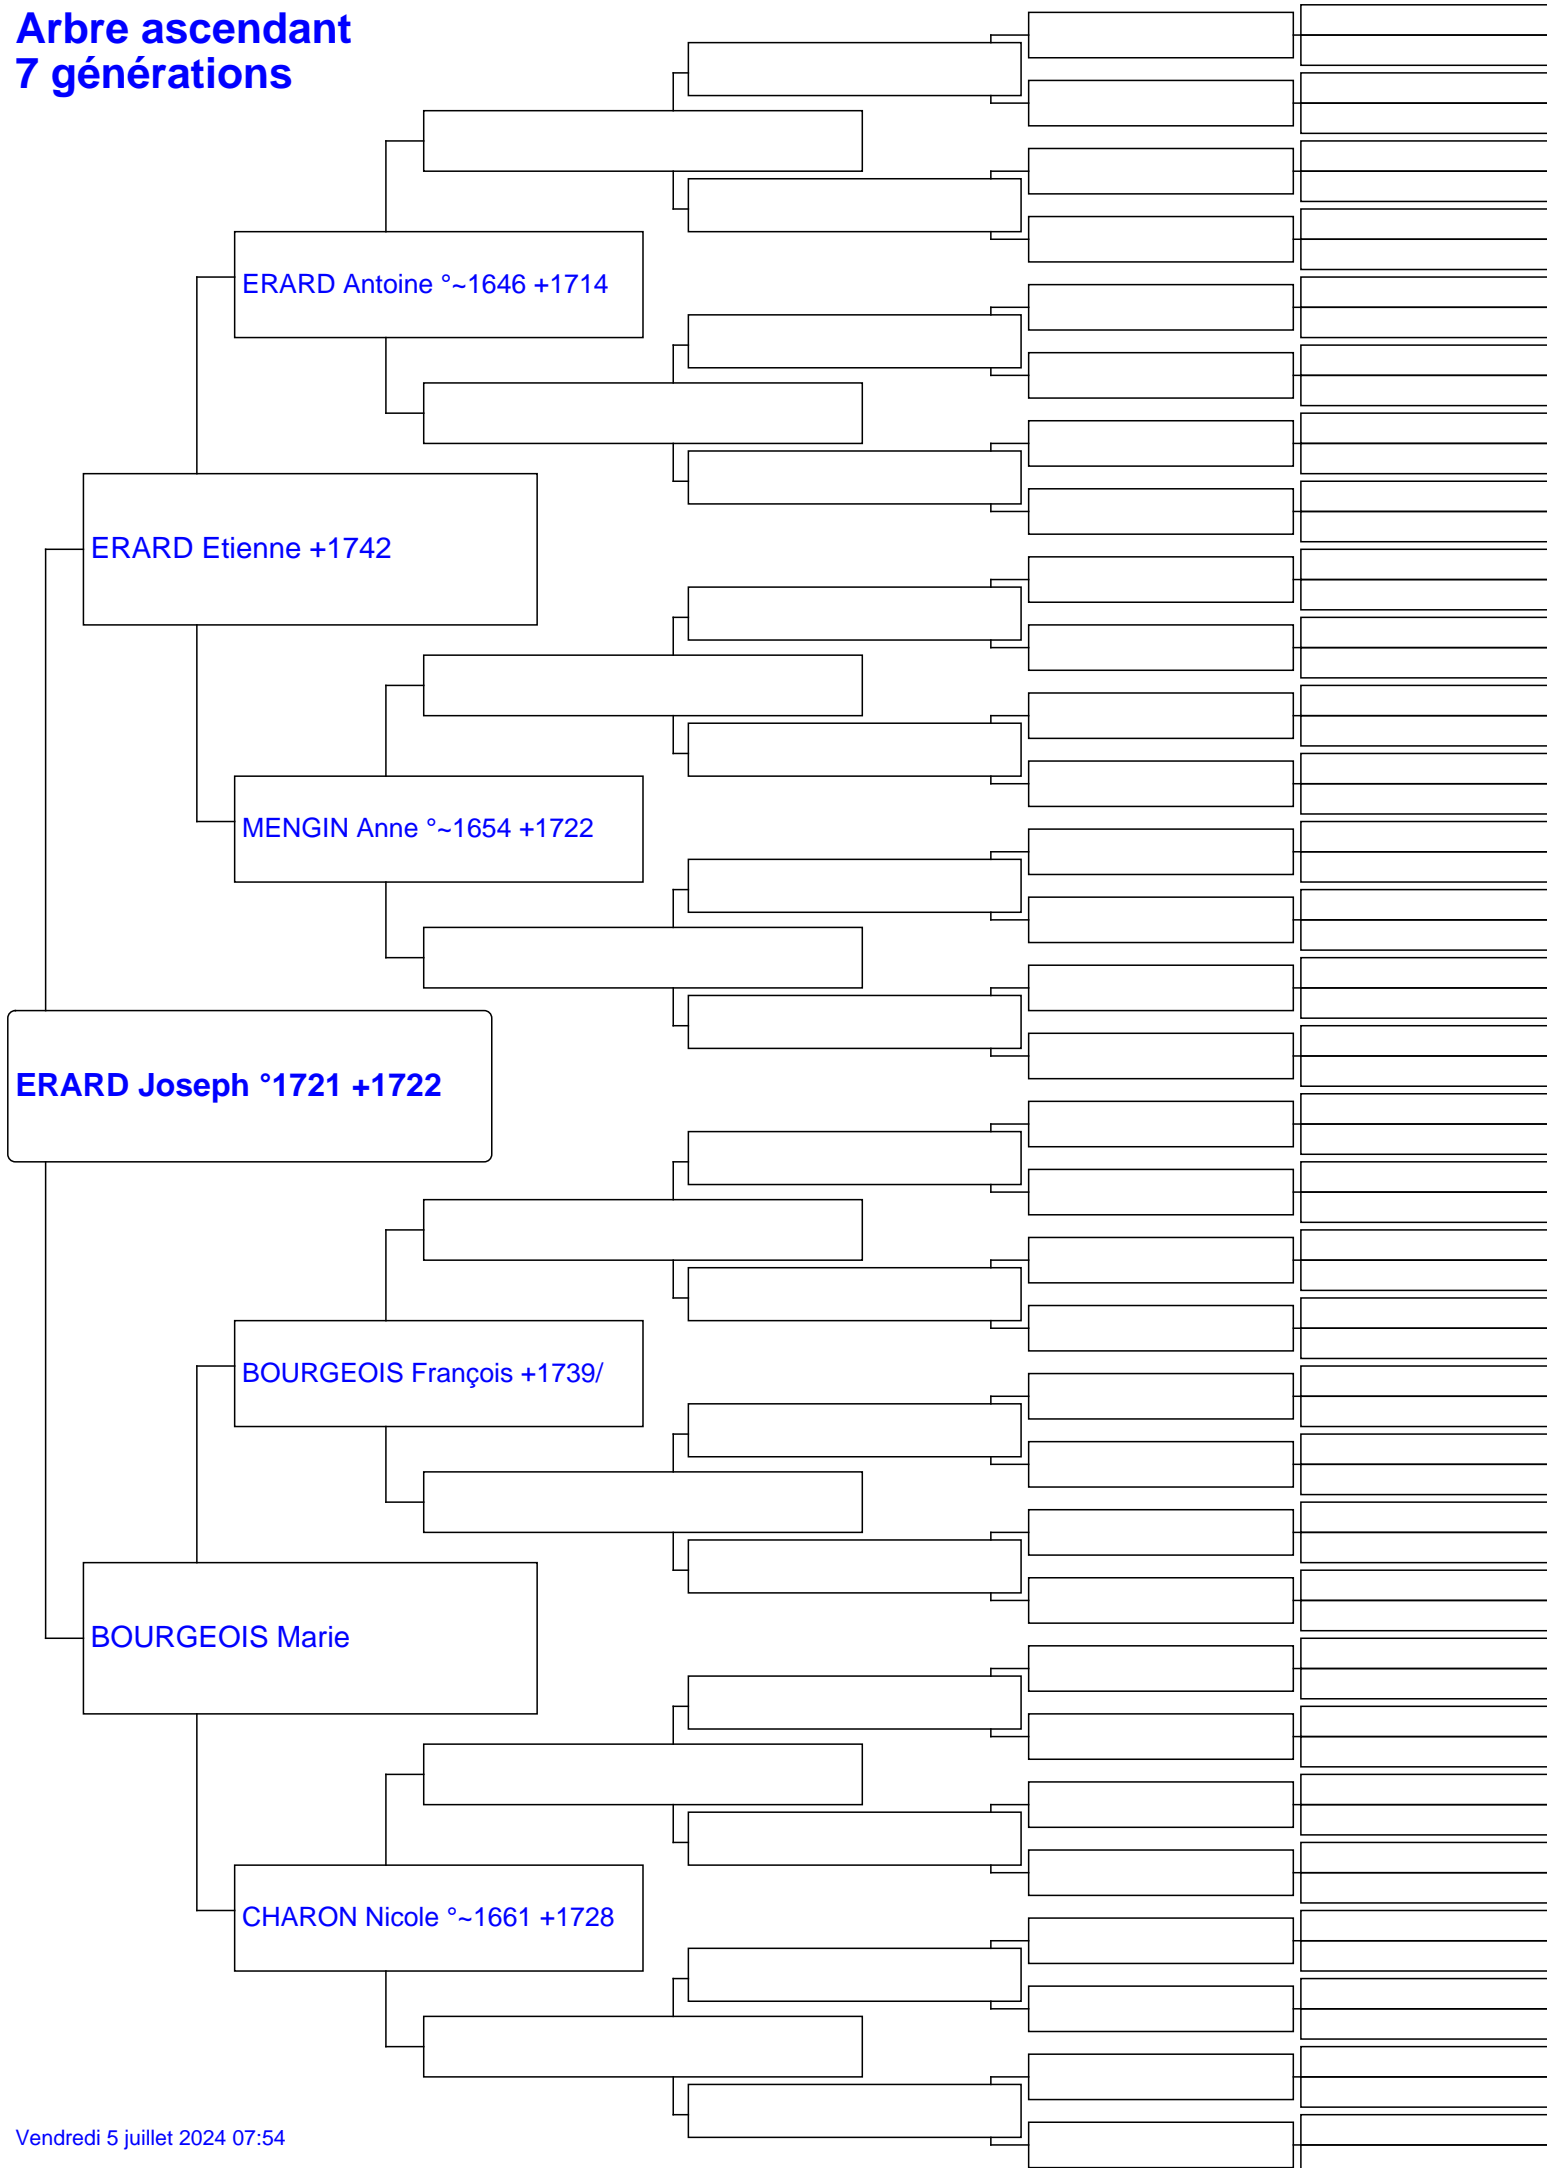 Arbre ascendant
7 générations
ERARD Antoine °~1646 +1714
ERARD Etienne +1742
MENGIN Anne °~1654 +1722
ERARD Joseph °1721 +1722
BOURGEOIS François +1739/
BOURGEOIS Marie
CHARON Nicole °~1661 +1728
Vendredi 5 juillet 2024 07:54